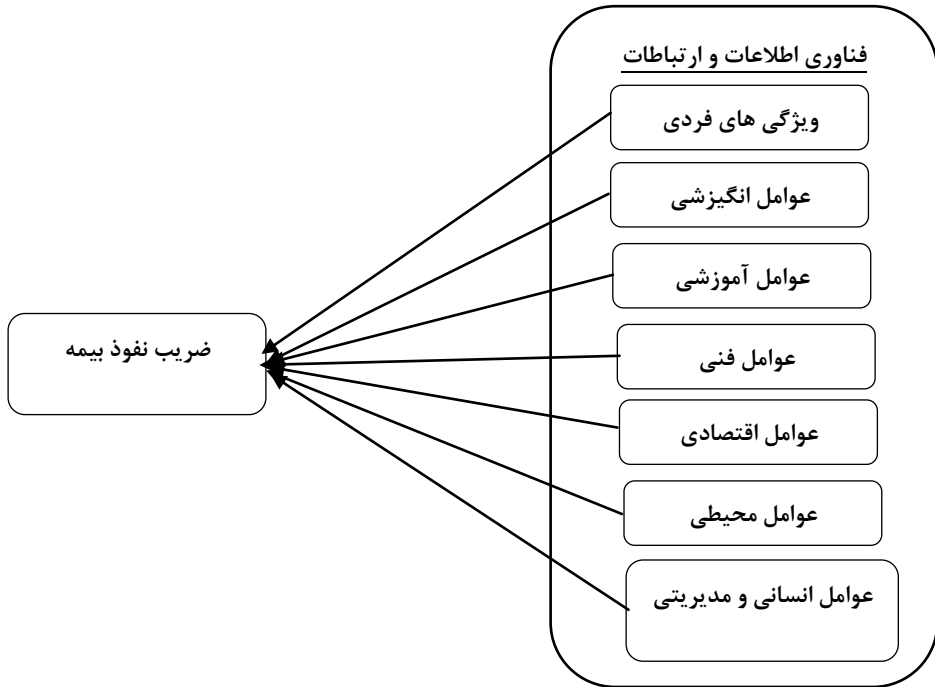 فناوری اطلاعات و ارتباطات
ویژگی های فردی
عوامل انگیزشی
عوامل آموزشی
عوامل فنی
عوامل اقتصادی
عوامل محیطی
عوامل انسانی و مدیریتی
ضریب نفوذ بیمه